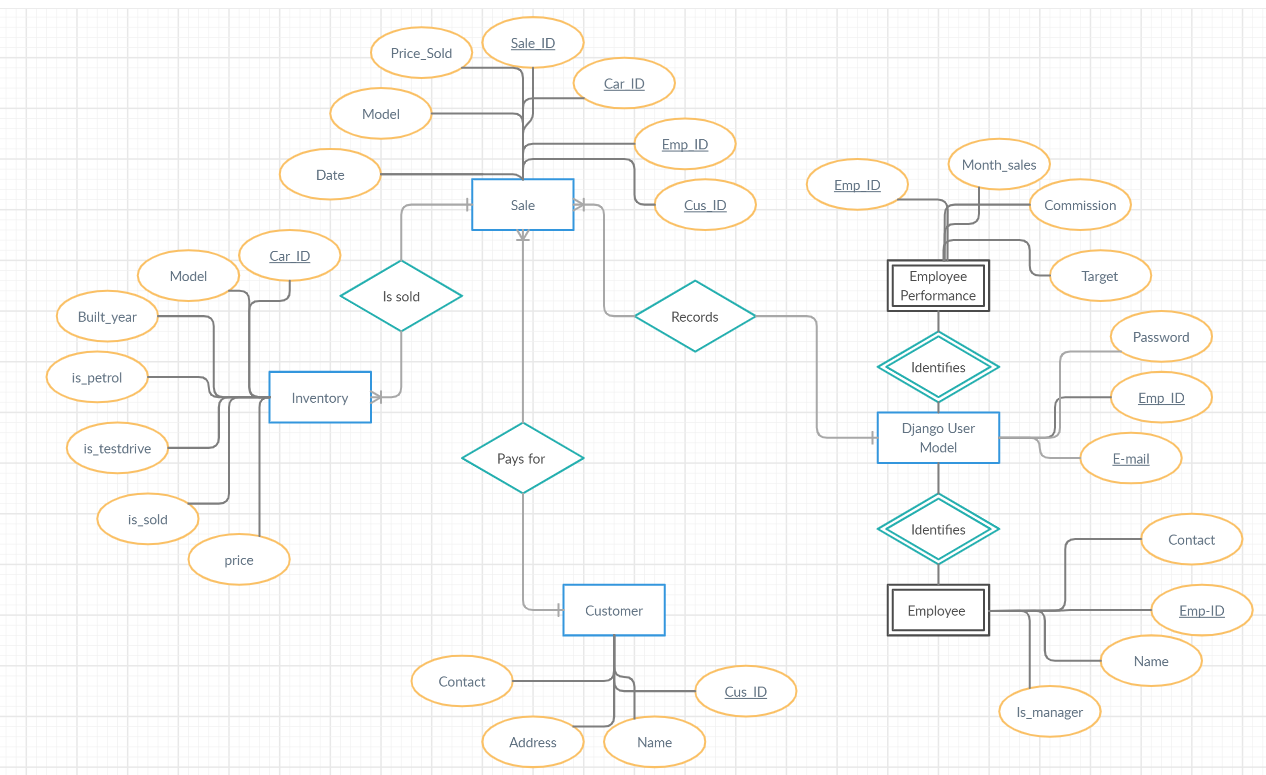 Sale_ID
Price_Sold
Car_ID
Model
Emp_ID
Date
Cus_ID
Sale
Month_sales
Emp_ID
Commission
Target
Employee
Performance
Car_ID
Model
Built_year
is_petrol
is_testdrive
is_sold
price
Inventory
Is sold
Records
Identifies
Password
Emp_ID
E-mail
Django User
Model
Pays for
Identifies
Contact
Emp-ID
Name
Is_manager
Employee
Customer
Contact
Cus_ID
Address
Name